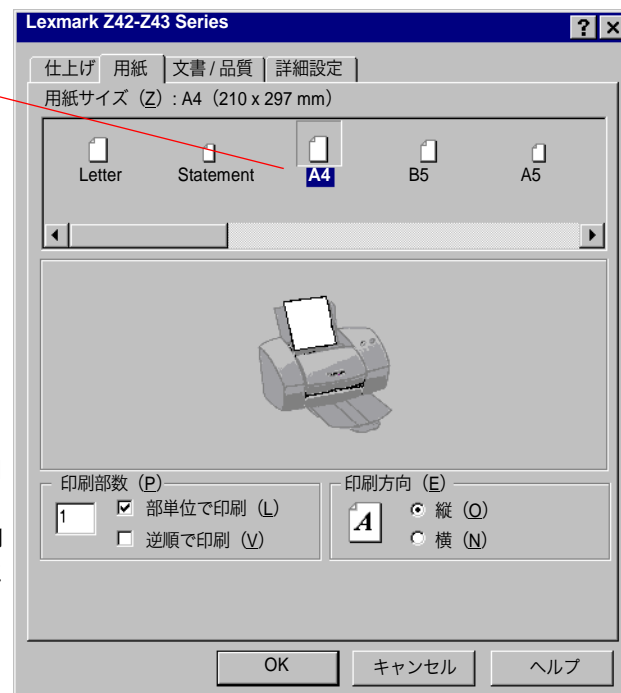 Lexmark Z42-Z43 Series
仕上げ 用紙 文書 / 品質 詳細設定
用紙サイズ（Z）: A4（210 x 297 mm）
Letter Statement A4 B5 A5
印刷部数（P） 印刷方向（E）
1 部単位で印刷（L） A 縦（O）
逆順で印刷（V） 横（N）
OK キャンセル ヘルプ